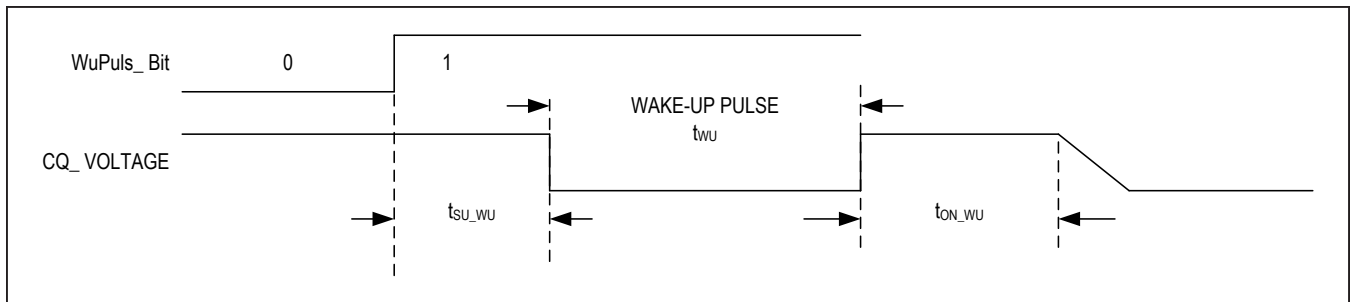 WuPuls_ Bit
0
1
WAKE-UP PULSE
tWU
CQ_ VOLTAGE
tSU_WU
tON_WU